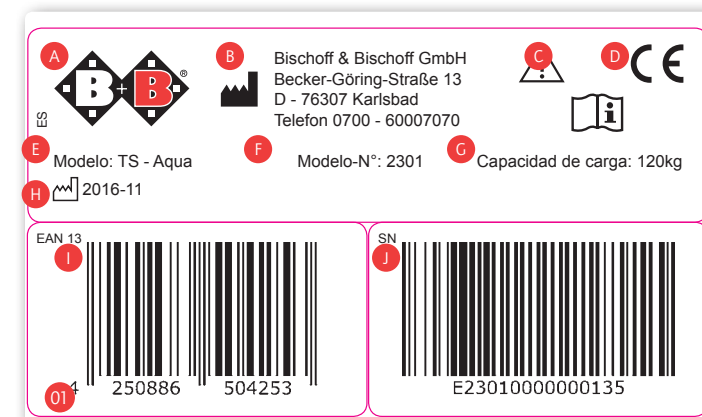 A
B+B®
B
Bischoff & Bischoff GmbH
Becker-Göring-Straße 13
D - 76307 Karlsbad
Telefon 0700 - 60007070
C
D
CE
ES
E
Modelo: TS - Aqua
F
Modelo-N°: 2301
G
Capacidad de carga: 120kg
H
2016-11
EAN 13
I
4 250886 504253
01
SN
J
E23010000000135